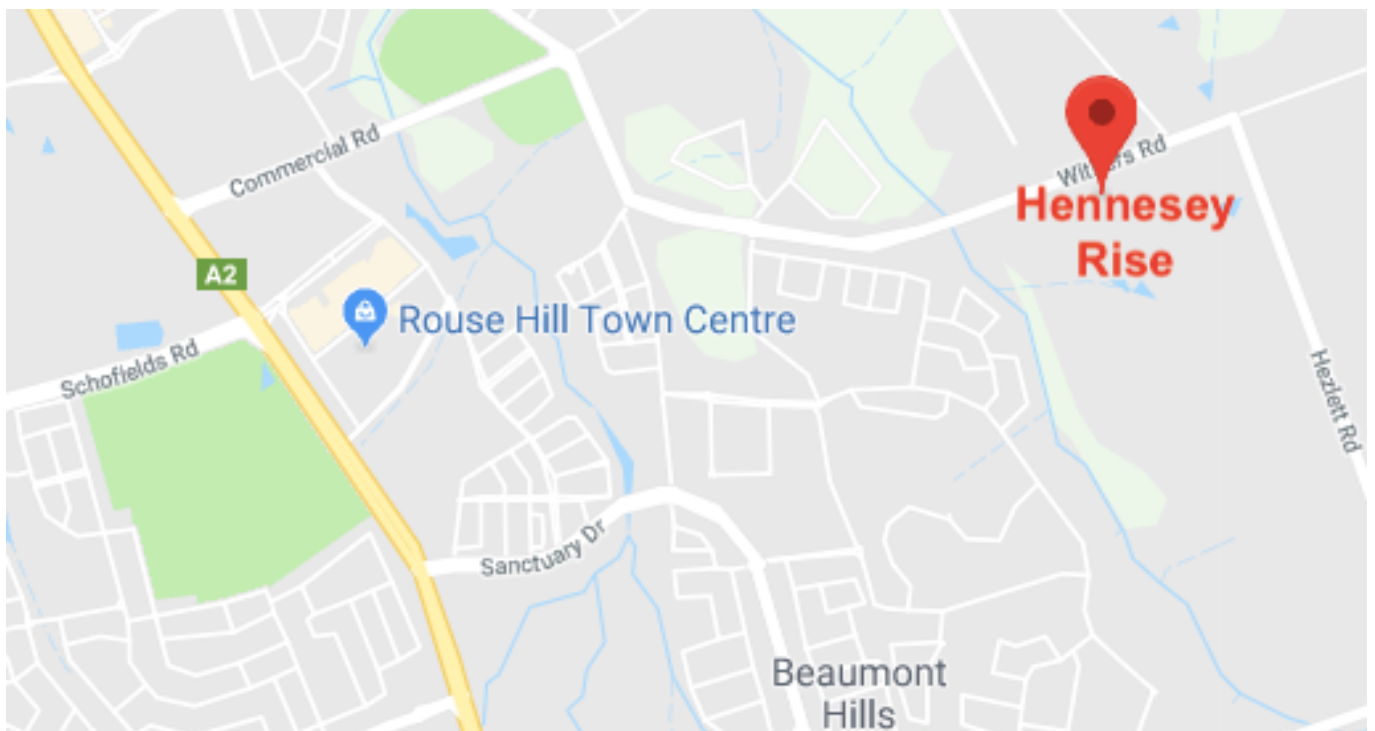 Commercial Rd
Withers Rd
Hennesey
Rise
A2
Rouse Hill Town Centre
Schofields Rd
Hezlett Rd
Sanctuary Dr
Beaumont
Hills